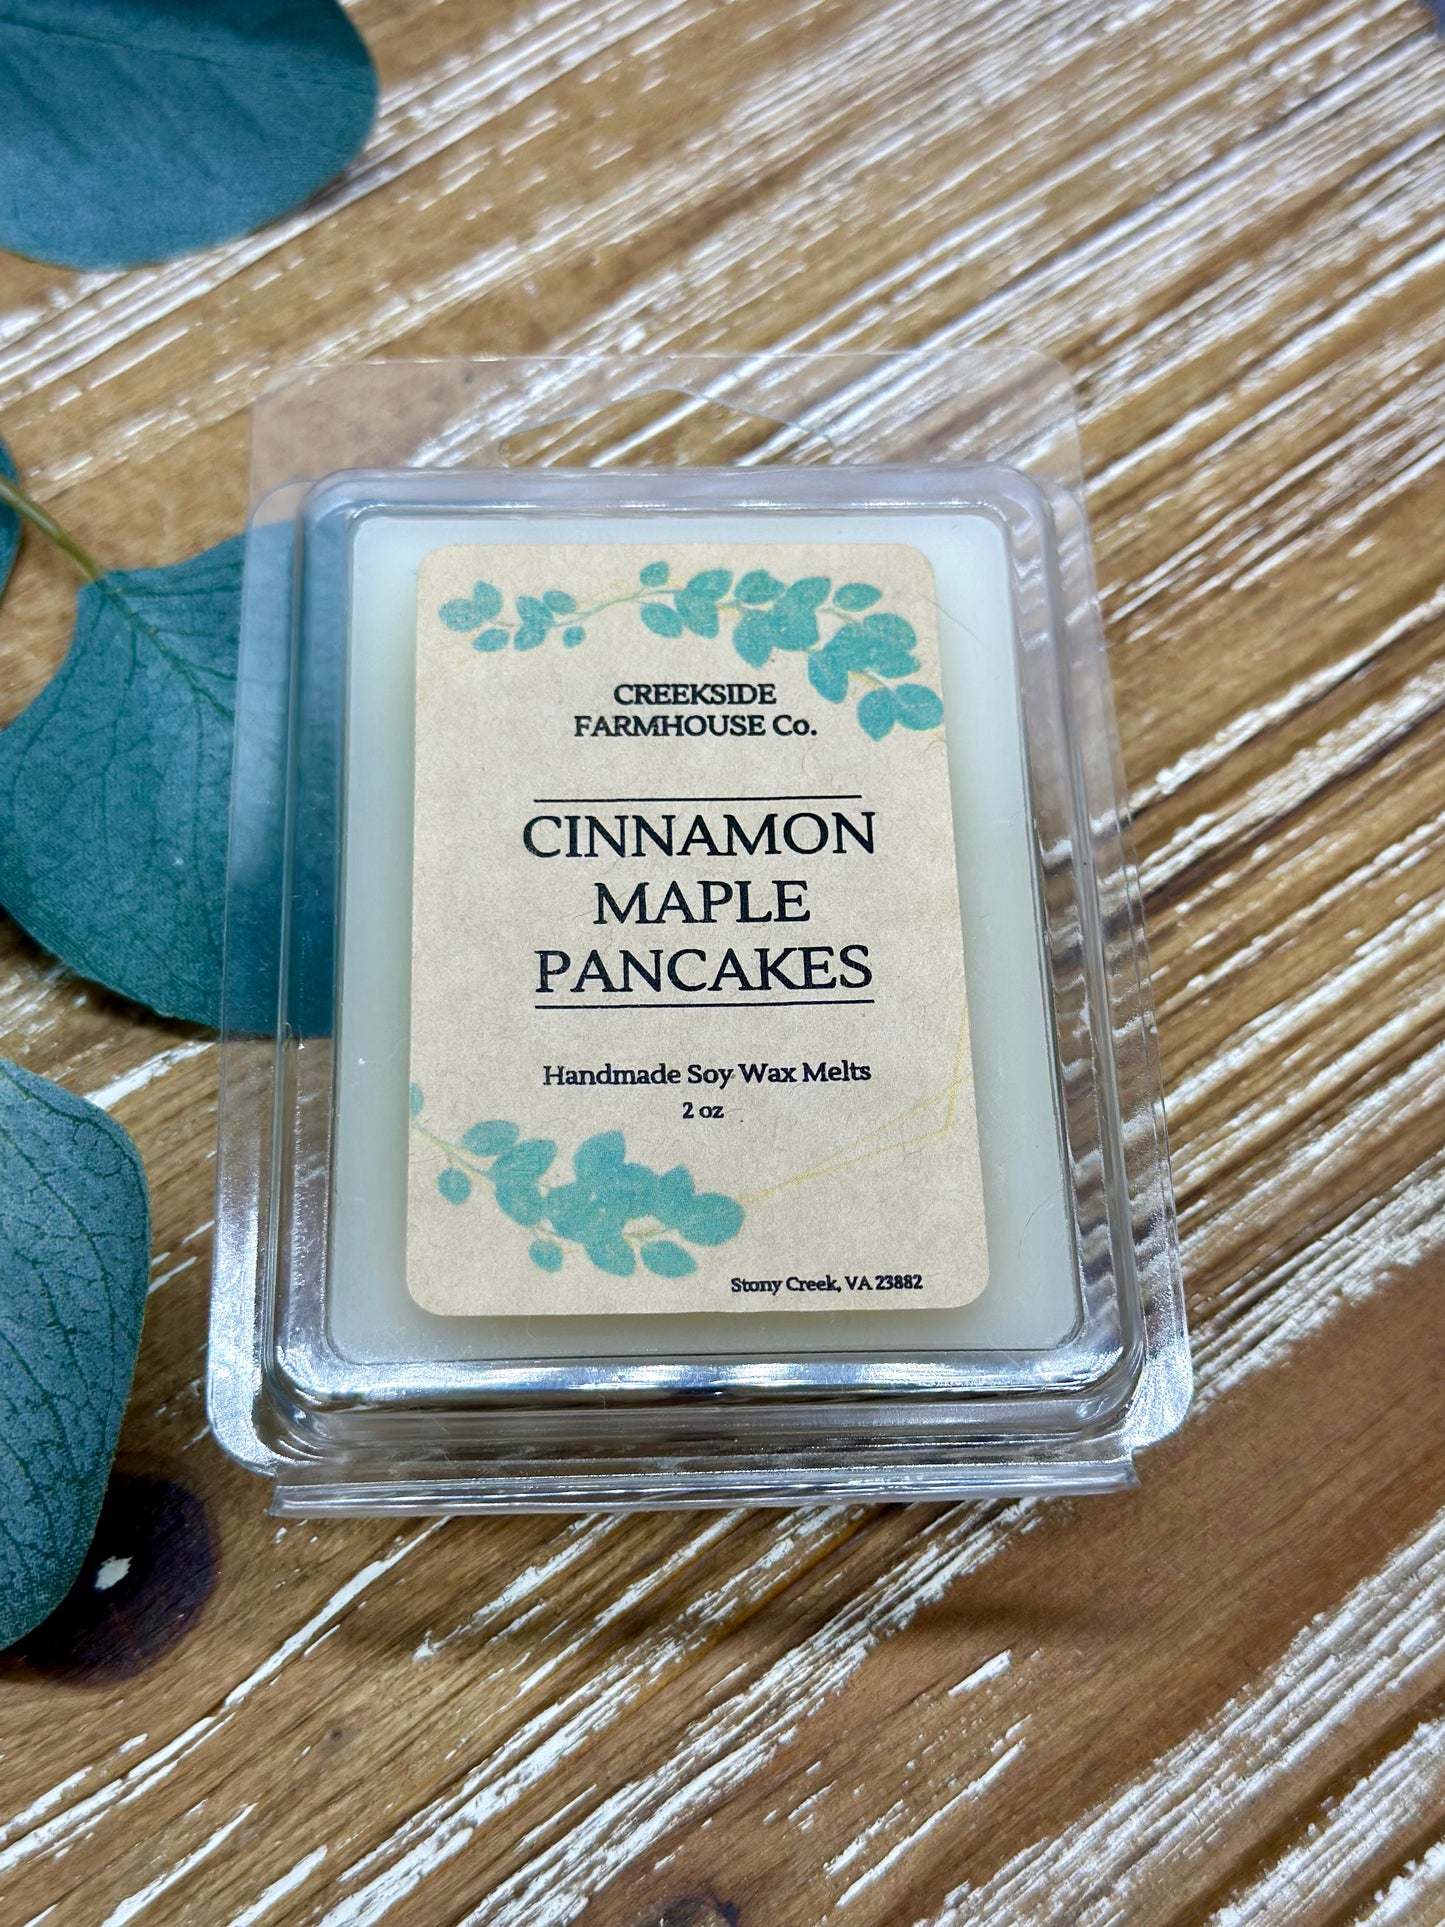 CREEKSIDE
FARMHOUSE Co.
CINNAMON
MAPLE
PANCAKES
Handmade Soy Wax Melts
2 oz
Stony Creek, VA 23882